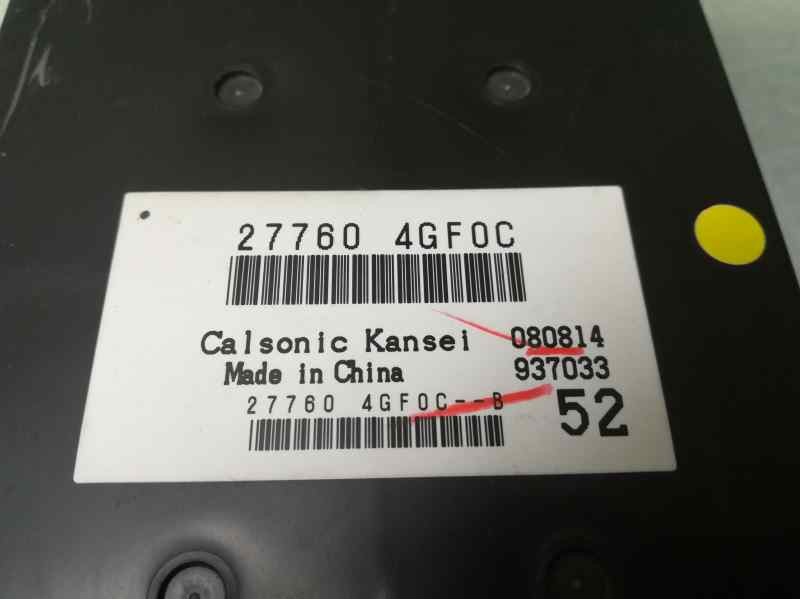 27760 4GF0C
Calsonic Kansei 080814
Made in China 937033
27760 4GF0C--B 52